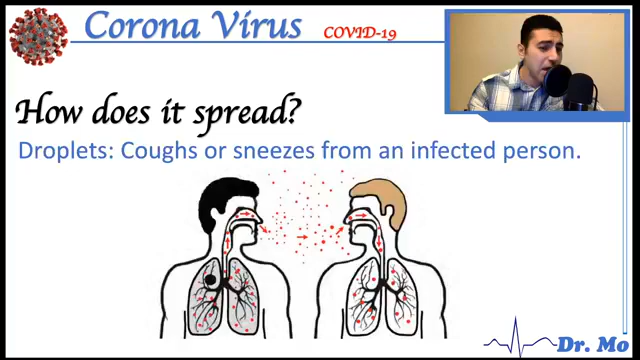 Corona Virus COVID-19
How does it spread?
Droplets: Coughs or sneezes from an infected person.
Dr. Mo